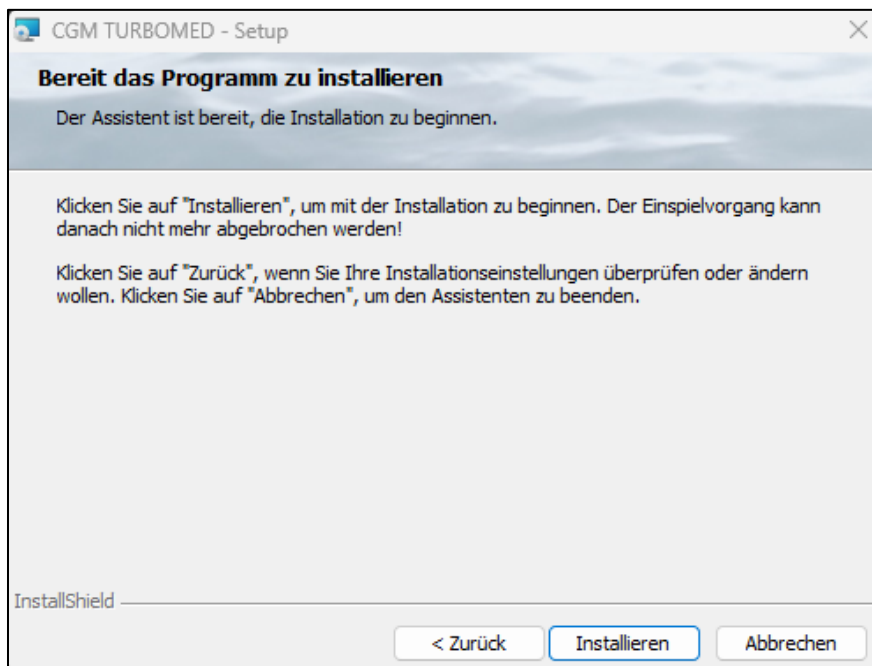 CGM TURBOMED - Setup
Bereit das Programm zu installieren
Der Assistent ist bereit, die Installation zu beginnen.
Klicken Sie auf "Installieren", um mit der Installation zu beginnen. Der Einspielvorgang kann
danach nicht mehr abgebrochen werden!
Klicken Sie auf "Zurück", wenn Sie Ihre Installationseinstellungen überprüfen oder ändern
wollen. Klicken Sie auf "Abbrechen", um den Assistenten zu beenden.
InstallShield
< Zurück Installieren Abbrechen